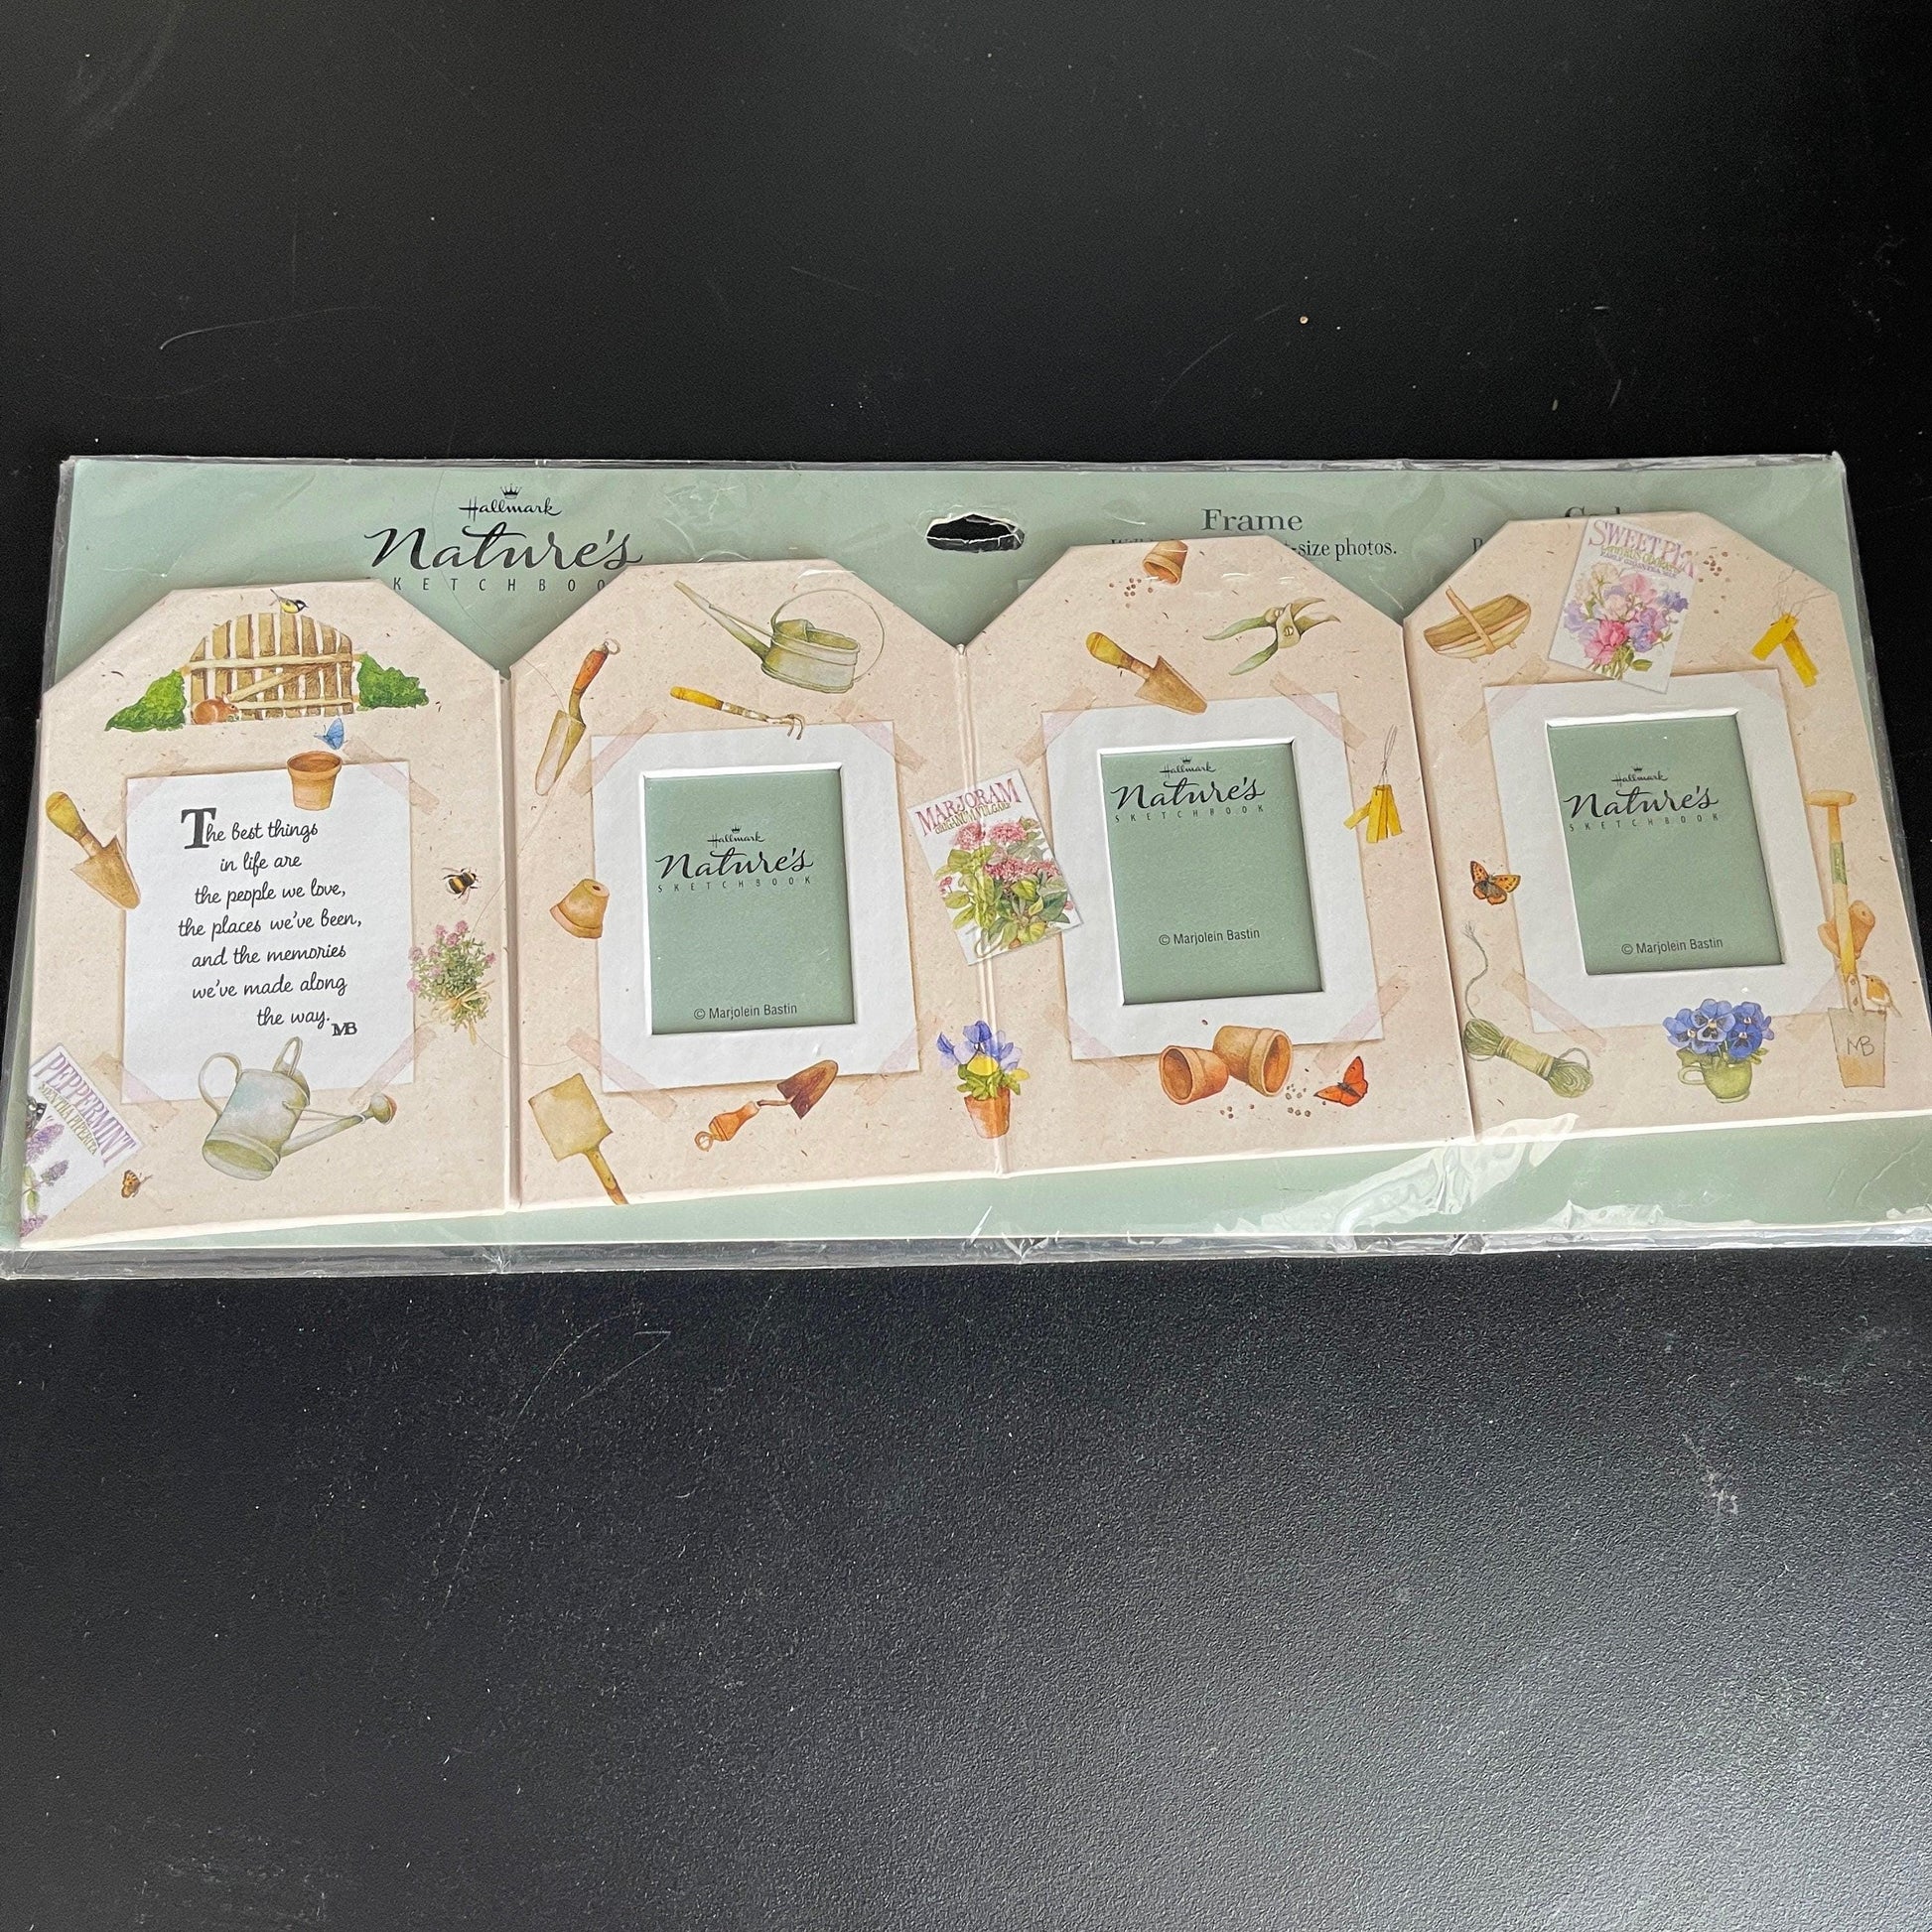 Hallmark
Nature's
KETCHBOO
Frame
-size photos.
The best things
in life are
the people we love,
the places we've been,
and the memories
we've made along
the way.
MB
PEPPERMINT
Hallmark
Nature's
SKETCHBOOK
© Marjolein Bastin
MARJORAM
Hallmark
Nature's
SKETCHBOOK
© Marjolein Bastin
SWEET PEA
Hallmark
Nature's
SKETCHBOOK
© Marjolein Bastin
MB